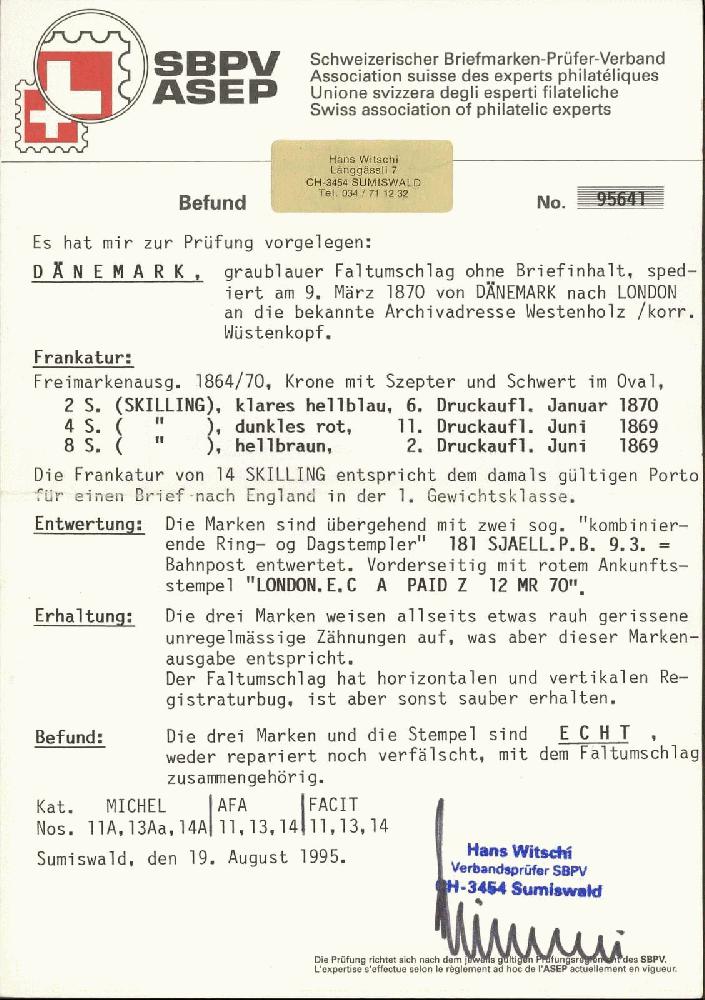 SBPV
ASEP
Schweizerischer Briefmarken-Prüfer-Verband
Association suisse des experts philatéliques
Unione svizzera degli esperti filateliche
Swiss association of philatelic experts
Hans Witschi
Länggässli 7
CH-3454 SUMISWALD
Tel. 034 / 71 12 32
Befund
No. 95641
Es hat mir zur Prüfung vorgelegen:
DÄNEMARK, graublauer Faltumschlag ohne Briefinhalt, sped-
iert am 9. März 1870 von DÄNEMARK nach LONDON
an die bekannte Archivadresse Westenholz /korr.
Wüstenkopf.
Frankatur:
Freimarkenausg. 1864/70, Krone mit Szepter und Schwert im Oval,
2 S. (SKILLING), klares hellblau, 6. Druckaufl. Januar 1870
4 S. ( " ), dunkles rot, 11. Druckaufl. Juni 1869
8 S. ( " ), hellbraun, 2. Druckaufl. Juni 1869
Die Frankatur von 14 SKILLING entspricht dem damals gültigen Porto
für einen Brief nach England in der 1. Gewichtsklasse.
Entwertung: Die Marken sind übergehend mit zwei sog. "kombinier-
ende Ring- og Dagstempler" 181 SJAELL.P.B. 9.3. =
Bahnpost entwertet. Vorderseitig mit rotem Ankunfts-
stempel "LONDON.E.C A PAID Z 12 MR 70".
Erhaltung: Die drei Marken weisen allseits etwas rauh gerissene
unregelmässige Zähnungen auf, was aber dieser Marken-
ausgabe entspricht.
Der Faltumschlag hat horizontalen und vertikalen Re-
gistraturbug, ist aber sonst sauber erhalten.
Befund: Die drei Marken und die Stempel sind ECHT,
weder repariert noch verfälscht, mit dem Faltumschlag
zusammengehörig.
Kat. MICHEL AFA FACIT
Nos. 11A,13Aa,14A 11,13,14 11,13,14
Sumiswald, den 19. August 1995.
Hans Witschi
Verbandsprüfer SBPV
CH-3454 Sumiswald
Die Prüfung richtet sich nach dem jeweils gültigen Prüfungsreglement des SBPV.
L'expertise s'effectue selon le règlement ad hoc de l'ASEP actuellement en vigueur.